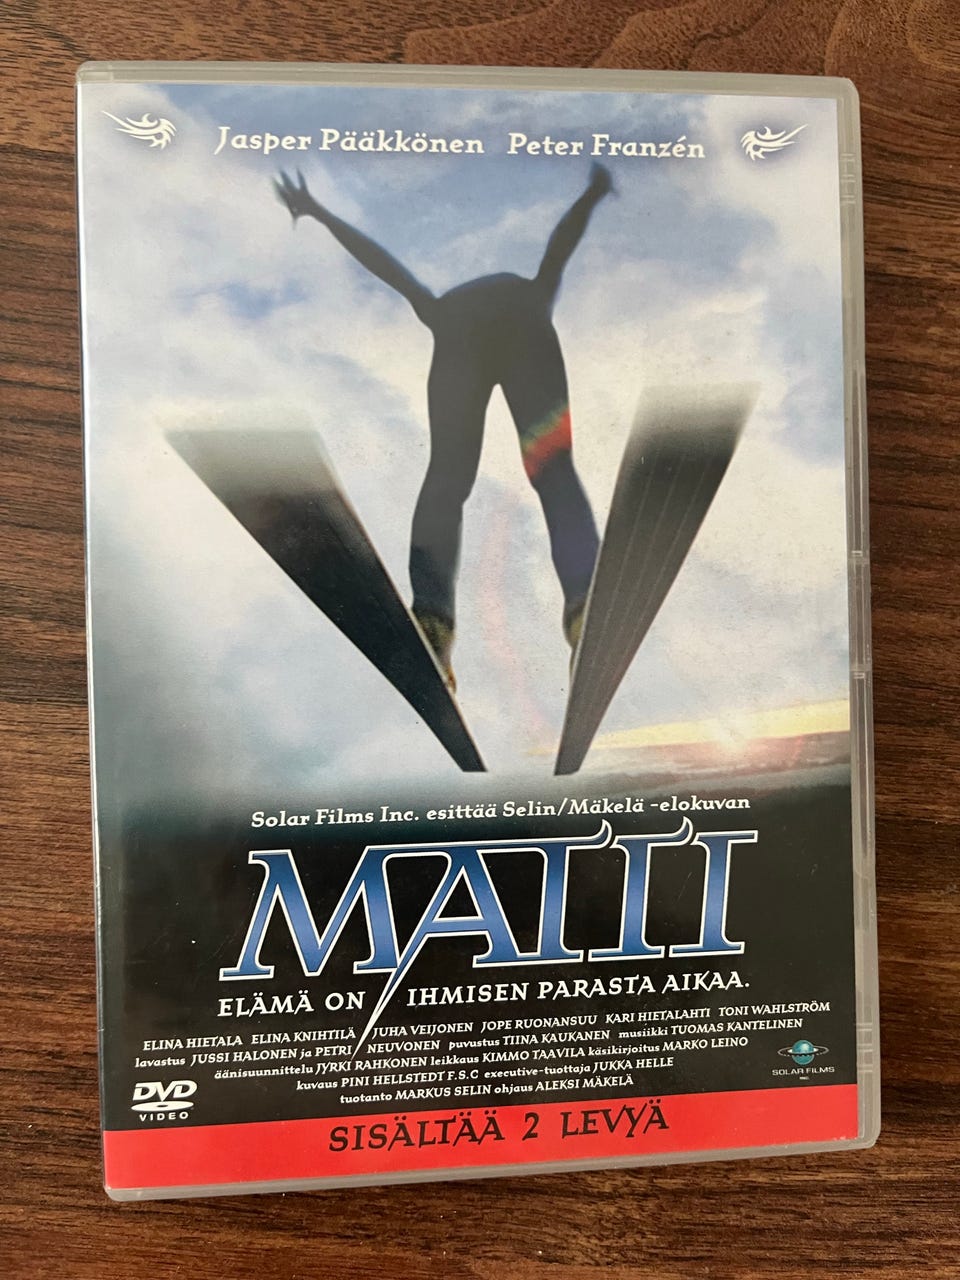 Jasper Pääkkönen Peter Franzén
Solar Films Inc. esittää Selin/Mäkelä -elokuvan
MATTI
ELÄMÄ ON IHMISEN PARASTA AIKAA.
ELINA HIETALA ELINA KNIHTILÄ JUHA VEIJONEN JOPE RUONANSUU KARI HIETALAHTI TONI WAHLSTRÖM
lavastus JUSSI HALONEN ja PETRI NEUVONEN puvustus TIINA KAUKANEN musiikki TUOMAS KANTELINEN
äänisuunnittelu JYRKI RAHKONEN leikkaus KIMMO TAAVILA käsikirjoitus MARKO LEINO
kuvaus PINI HELLSTEDT F.S.C executive-tuottaja JUKKA HELLE
tuotanto MARKUS SELIN ohjaus ALEKSI MÄKELÄ
DVD
VIDEO
SOLAR FILMS
INC.
SISÄLTÄÄ 2 LEVYÄ